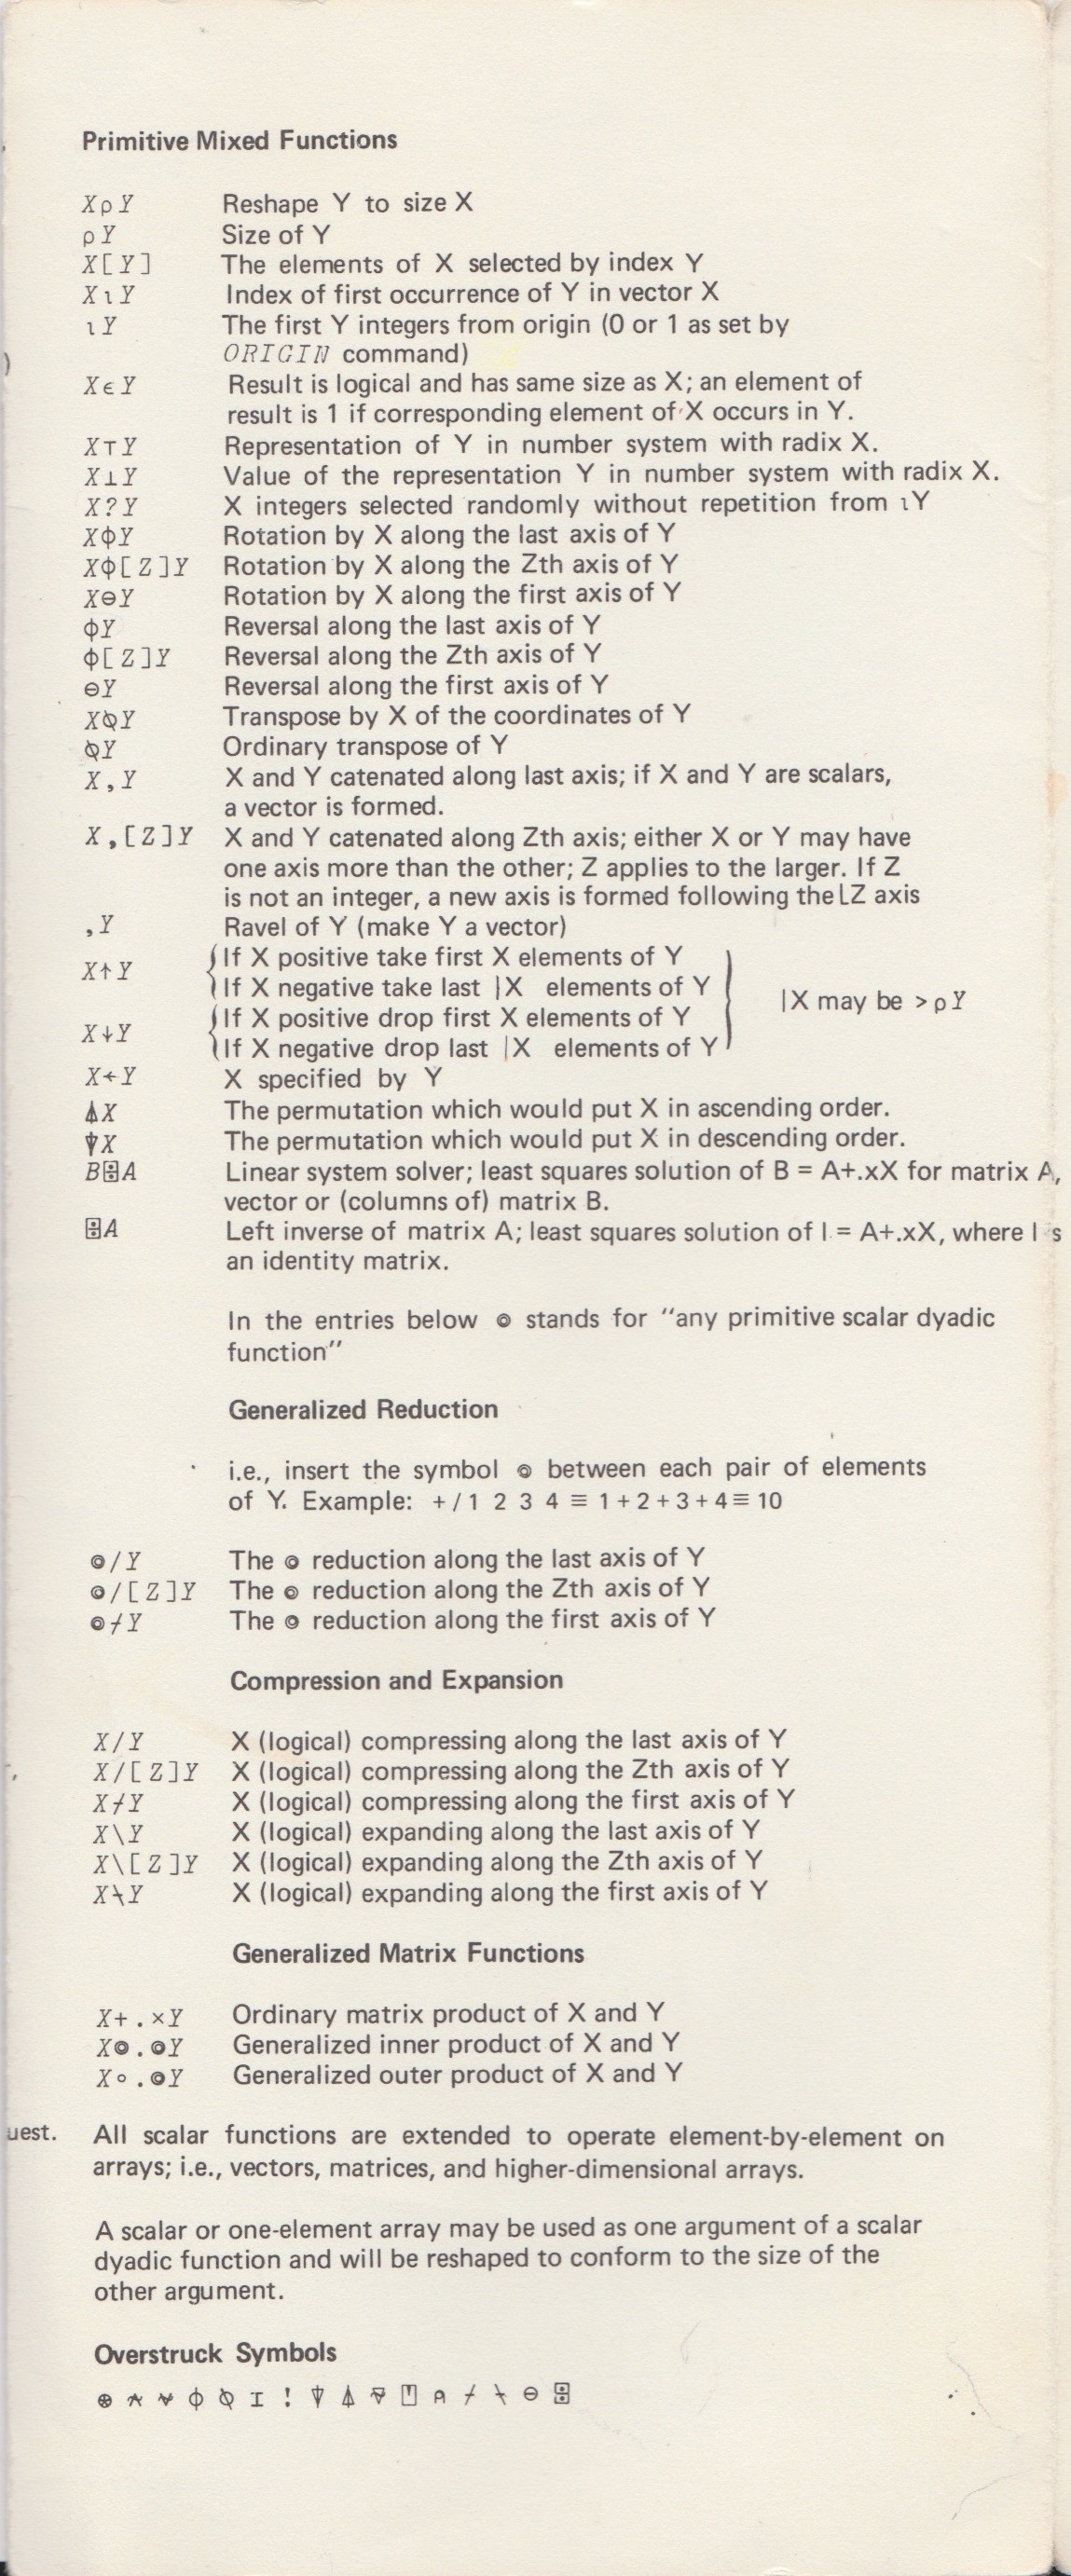 Primitive Mixed Functions
X⍴Y Reshape Y to size X
⍴Y Size of Y
X[Y] The elements of X selected by index Y
X⍳Y Index of first occurrence of Y in vector X
⍳Y The first Y integers from origin (0 or 1 as set by
ORIGIN command)
X∊Y Result is logical and has same size as X; an element of
result is 1 if corresponding element of X occurs in Y.
X⊤Y Representation of Y in number system with radix X.
X⊥Y Value of the representation Y in number system with radix X.
X?Y X integers selected randomly without repetition from ⍳Y
X⌽Y Rotation by X along the last axis of Y
X⌽[Z]Y Rotation by X along the Zth axis of Y
X⊖Y Rotation by X along the first axis of Y
⌽Y Reversal along the last axis of Y
⌽[Z]Y Reversal along the Zth axis of Y
⊖Y Reversal along the first axis of Y
X⍉Y Transpose by X of the coordinates of Y
⍉Y Ordinary transpose of Y
X,Y X and Y catenated along last axis; if X and Y are scalars,
a vector is formed.
X,[Z]Y X and Y catenated along Zth axis; either X or Y may have
one axis more than the other; Z applies to the larger. If Z
is not an integer, a new axis is formed following the ⌊Z axis
,Y Ravel of Y (make Y a vector)
X↑Y If X positive take first X elements of Y
If X negative take last |X elements of Y
|X may be >⍴Y
X↓Y If X positive drop first X elements of Y
If X negative drop last |X elements of Y
X←Y X specified by Y
⍋X The permutation which would put X in ascending order.
⍒X The permutation which would put X in descending order.
B⌹A Linear system solver; least squares solution of B = A+.xX for matrix A,
vector or (columns of) matrix B.
⌹A Left inverse of matrix A; least squares solution of I = A+.xX, where I s
an identity matrix.
In the entries below ⌾ stands for "any primitive scalar dyadic
function"
Generalized Reduction
i.e., insert the symbol ⌾ between each pair of elements
of Y. Example: +/1 2 3 4 ≡ 1+2+3+4≡ 10
⌾/Y The ⌾ reduction along the last axis of Y
⌾/[Z]Y The ⌾ reduction along the Zth axis of Y
⌾⌿Y The ⌾ reduction along the first axis of Y
Compression and Expansion
X/Y X (logical) compressing along the last axis of Y
X/[Z]Y X (logical) compressing along the Zth axis of Y
X⌿Y X (logical) compressing along the first axis of Y
X\Y X (logical) expanding along the last axis of Y
X\[Z]Y X (logical) expanding along the Zth axis of Y
X⍀Y X (logical) expanding along the first axis of Y
Generalized Matrix Functions
X+.×Y Ordinary matrix product of X and Y
X⌾.⌾Y Generalized inner product of X and Y
X∘.⌾Y Generalized outer product of X and Y
uest.
All scalar functions are extended to operate element-by-element on
arrays; i.e., vectors, matrices, and higher-dimensional arrays.
A scalar or one-element array may be used as one argument of a scalar
dyadic function and will be reshaped to conform to the size of the
other argument.
Overstruck Symbols
⍟ ⍲ ⍱ ⌽ ⍉ ⌶ ! ⍒ ⍋ ⍫ ⍞ ⍝ ⌿ ⍀ ⊖ ⌹